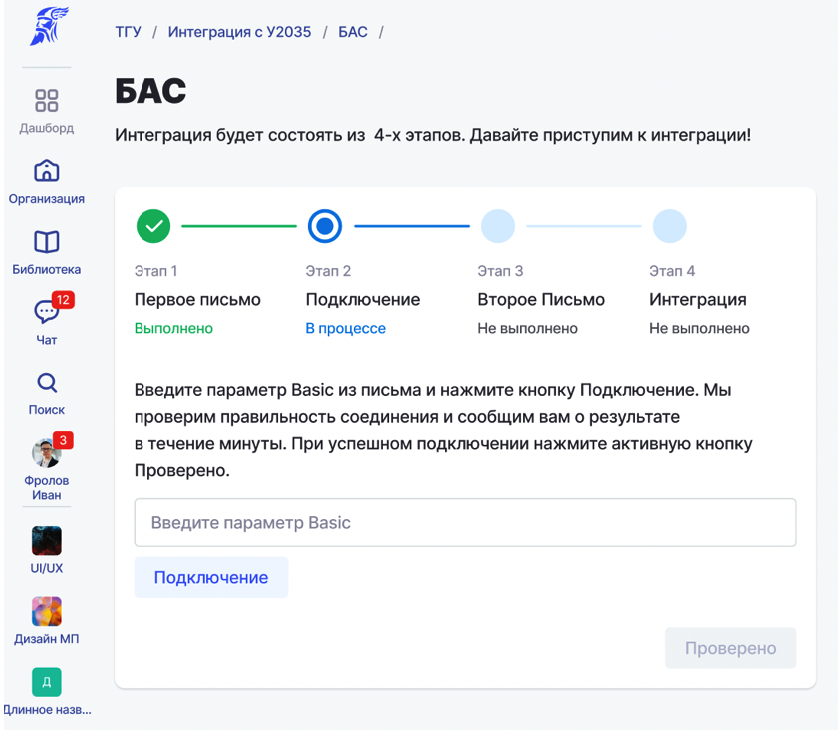 ТГУ / Интеграция с У2035 / БАС /
БАС
Интеграция будет состоять из 4-х этапов. Давайте приступим к интеграции!
Дашборд
Организация
Библиотека
12
Чат
Поиск
3
Фролов
Иван
UI/UX
Дизайн МП
Д
Длинное назв...
Этап 1
Первое письмо
Выполнено
Этап 2
Подключение
В процессе
Этап 3
Второе Письмо
Не выполнено
Этап 4
Интеграция
Не выполнено
Введите параметр Basic из письма и нажмите кнопку Подключение. Мы
проверим правильность соединения и сообщим вам о результате
в течение минуты. При успешном подключении нажмите активную кнопку
Проверено.
Введите параметр Basic
Подключение
Проверено